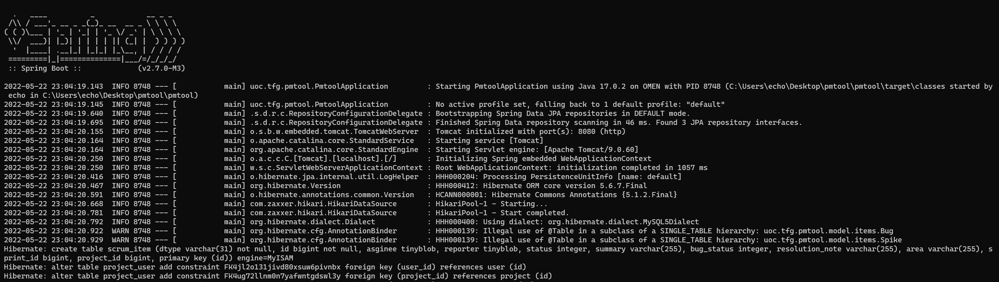 .   ____          _            __ _ _
 /\\ / ___'_ __ _ _(_)_ __  __ _ \ \ \ \
( ( )\___ | '_ | '_| | '_ \/ _` | \ \ \ \
 \\/  ___)| |_)| | | | | || (_| |  ) ) ) )
  '  |____| .__|_| |_|_| |_\__, | / / / /
 =========|_|==============|___/=/_/_/_/
 :: Spring Boot ::             (v2.7.0-M3)
2022-05-22 23:04:19.143  INFO 8748 --- [           main] uoc.tfg.pmtool.PmtoolApplication         : Starting PmtoolApplication using Java 17.0.2 on OMEN with PID 8748 (C:\Users\echo\Desktop\pmtool\pmtool\target\classes started by
 echo in C:\Users\echo\Desktop\pmtool\pmtool)
2022-05-22 23:04:19.145  INFO 8748 --- [           main] uoc.tfg.pmtool.PmtoolApplication         : No active profile set, falling back to 1 default profile: "default"
2022-05-22 23:04:19.640  INFO 8748 --- [           main] .s.d.r.c.RepositoryConfigurationDelegate : Bootstrapping Spring Data JPA repositories in DEFAULT mode.
2022-05-22 23:04:19.695  INFO 8748 --- [           main] .s.d.r.c.RepositoryConfigurationDelegate : Finished Spring Data repository scanning in 46 ms. Found 3 JPA repository interfaces.
2022-05-22 23:04:20.155  INFO 8748 --- [           main] o.s.b.w.embedded.tomcat.TomcatWebServer  : Tomcat initialized with port(s): 8080 (http)
2022-05-22 23:04:20.164  INFO 8748 --- [           main] o.apache.catalina.core.StandardService   : Starting service [Tomcat]
2022-05-22 23:04:20.164  INFO 8748 --- [           main] org.apache.catalina.core.StandardEngine  : Starting Servlet engine: [Apache Tomcat/9.0.60]
2022-05-22 23:04:20.250  INFO 8748 --- [           main] o.a.c.c.C.[Tomcat].[localhost].[/]       : Initializing Spring embedded WebApplicationContext
2022-05-22 23:04:20.250  INFO 8748 --- [           main] w.s.c.ServletWebServerApplicationContext : Root WebApplicationContext: initialization completed in 1057 ms
2022-05-22 23:04:20.416  INFO 8748 --- [           main] o.hibernate.jpa.internal.util.LogHelper  : HHH000204: Processing PersistenceUnitInfo [name: default]
2022-05-22 23:04:20.467  INFO 8748 --- [           main] org.hibernate.Version                    : HHH000412: Hibernate ORM core version 5.6.7.Final
2022-05-22 23:04:20.591  INFO 8748 --- [           main] o.hibernate.annotations.common.Version   : HCANN000001: Hibernate Commons Annotations {5.1.2.Final}
2022-05-22 23:04:20.668  INFO 8748 --- [           main] com.zaxxer.hikari.HikariDataSource       : HikariPool-1 - Starting...
2022-05-22 23:04:20.781  INFO 8748 --- [           main] com.zaxxer.hikari.HikariDataSource       : HikariPool-1 - Start completed.
2022-05-22 23:04:20.792  INFO 8748 --- [           main] org.hibernate.dialect.Dialect            : HHH000400: Using dialect: org.hibernate.dialect.MySQL5Dialect
2022-05-22 23:04:20.922  WARN 8748 --- [           main] org.hibernate.cfg.AnnotationBinder       : HHH000139: Illegal use of @Table in a subclass of a SINGLE_TABLE hierarchy: uoc.tfg.pmtool.model.items.Bug
2022-05-22 23:04:20.929  WARN 8748 --- [           main] org.hibernate.cfg.AnnotationBinder       : HHH000139: Illegal use of @Table in a subclass of a SINGLE_TABLE hierarchy: uoc.tfg.pmtool.model.items.Spike
Hibernate: create table scrum_item (dtype varchar(31) not null, id bigint not null, asginee tinyblob, reporter tinyblob, status integer, summary varchar(255), bug_status integer, resolution_note varchar(255), area varchar(255), s
print_id bigint, project_id bigint, primary key (id)) engine=MyISAM
Hibernate: alter table project_user add constraint FK4jl2o131jivd80xsuw6pivnbx foreign key (user_id) references user (id)
Hibernate: alter table project_user add constraint FK4ug72llnm0n7yafwntgdswl3y foreign key (project_id) references project (id)